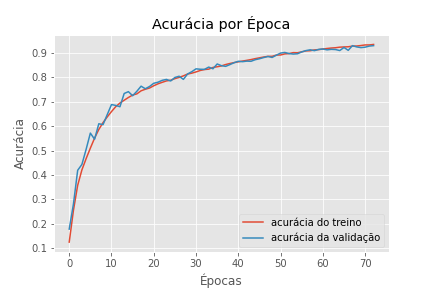 Acurácia por Época
Acurácia
0.9
0.8
0.7
0.6
0.5
0.4
0.3
0.2
0.1
acurácia do treino
acurácia da validação
0 10 20 30 40 50 60 70
Épocas